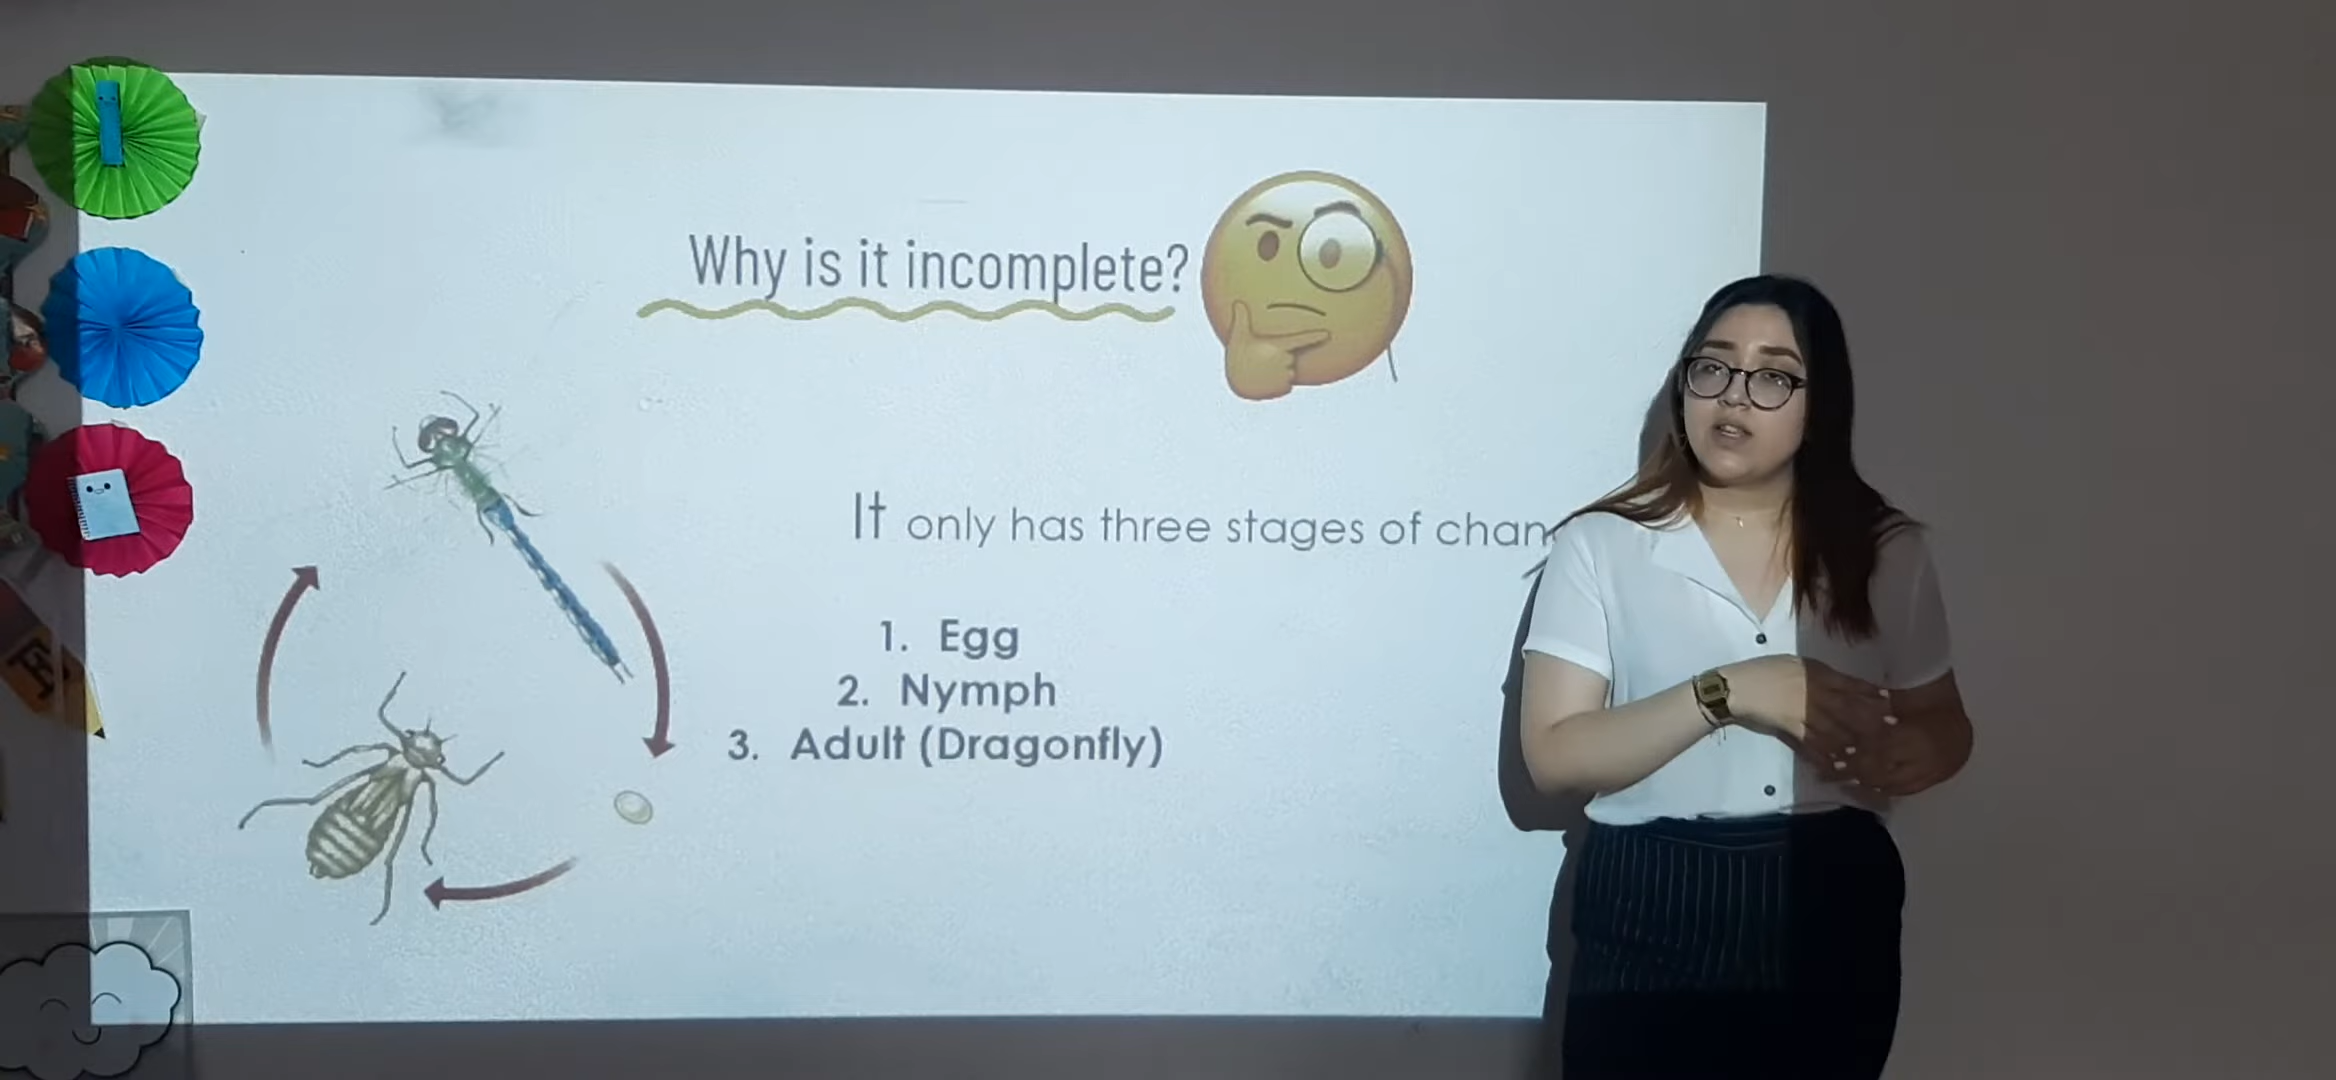 Why is it incomplete?
It only has three stages of chan
1. Egg
2. Nymph
3. Adult (Dragonfly)